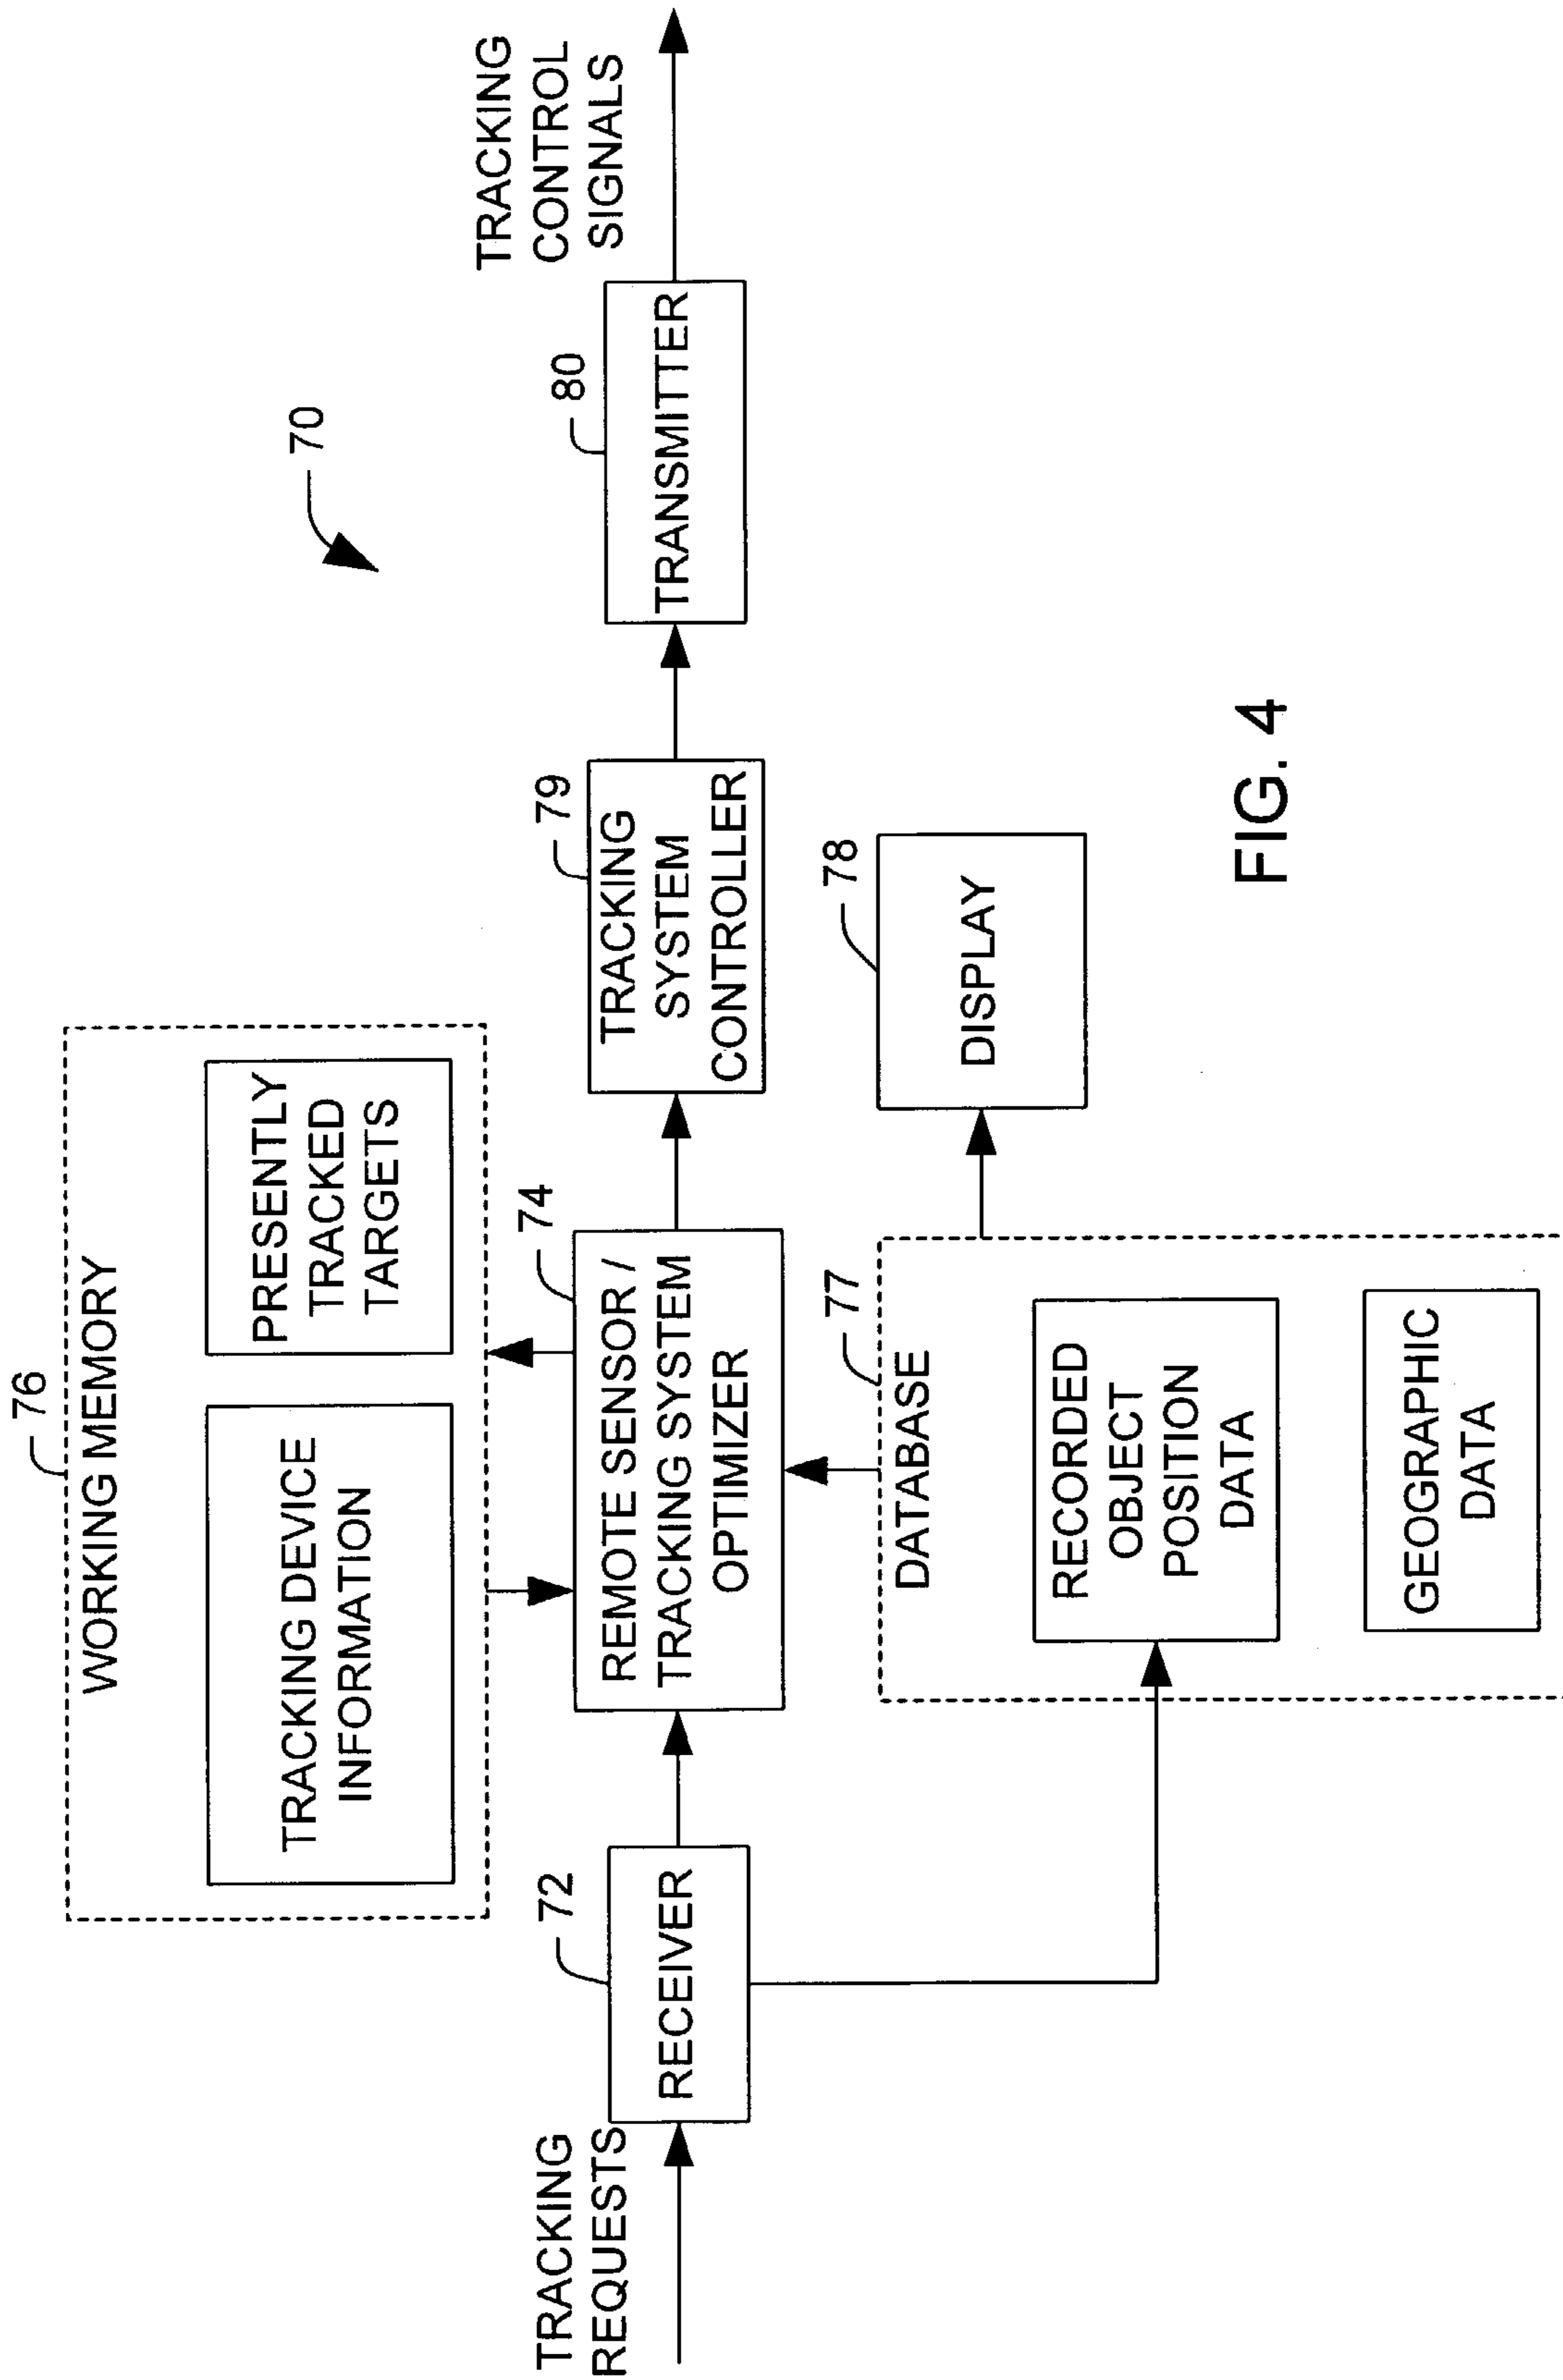 70
76
WORKING MEMORY
TRACKING DEVICE
INFORMATION
PRESENTLY
TRACKED
TARGETS
TRACKING
REQUESTS
72
RECEIVER
74
REMOTE SENSOR /
TRACKING SYSTEM
OPTIMIZER
79
TRACKING
SYSTEM
CONTROLLER
80
TRANSMITTER
TRACKING
CONTROL
SIGNALS
77
DATABASE
RECORDED
OBJECT
POSITION
DATA
GEOGRAPHIC
DATA
78
DISPLAY
FIG. 4